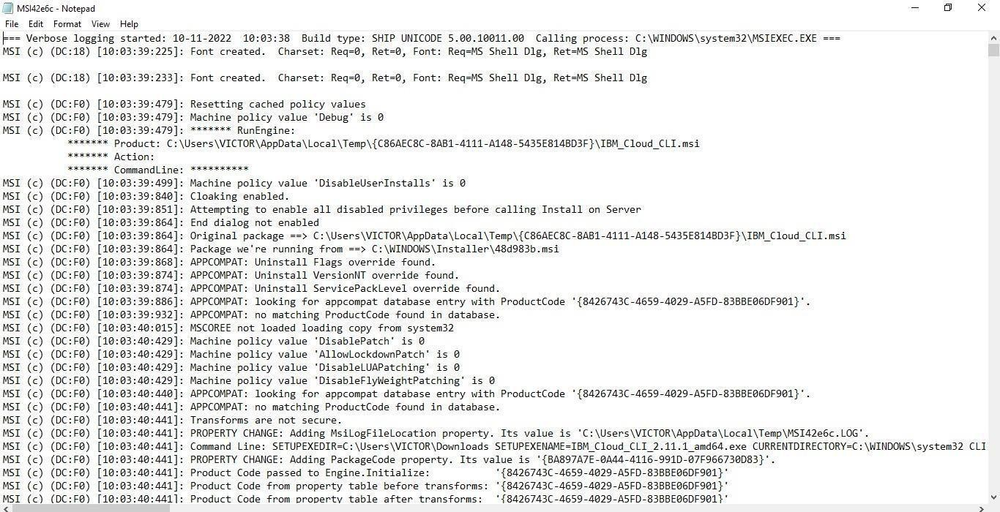 MSI42e6c - Notepad
File Edit Format View Help
=== Verbose logging started: 10-11-2022  10:03:38  Build type: SHIP UNICODE 5.00.10011.00  Calling process: C:\WINDOWS\system32\MSIEXEC.EXE ===
MSI (c) (DC:18) [10:03:39:225]: Font created.  Charset: Req=0, Ret=0, Font: Req=MS Shell Dlg, Ret=MS Shell Dlg
MSI (c) (DC:18) [10:03:39:233]: Font created.  Charset: Req=0, Ret=0, Font: Req=MS Shell Dlg, Ret=MS Shell Dlg
MSI (c) (DC:F0) [10:03:39:479]: Resetting cached policy values
MSI (c) (DC:F0) [10:03:39:479]: Machine policy value 'Debug' is 0
MSI (c) (DC:F0) [10:03:39:479]: ******* RunEngine:
******* Product: C:\Users\VICTOR\AppData\Local\Temp\{C86AEC8C-8AB1-4111-A148-5435E814BD3F}\IBM_Cloud_CLI.msi
******* Action:
******* CommandLine: **********
MSI (c) (DC:F0) [10:03:39:499]: Machine policy value 'DisableUserInstalls' is 0
MSI (c) (DC:F0) [10:03:39:840]: Cloaking enabled.
MSI (c) (DC:F0) [10:03:39:851]: Attempting to enable all disabled privileges before calling Install on Server
MSI (c) (DC:F0) [10:03:39:864]: End dialog not enabled
MSI (c) (DC:F0) [10:03:39:864]: Original package ==> C:\Users\VICTOR\AppData\Local\Temp\{C86AEC8C-8AB1-4111-A148-5435E814BD3F}\IBM_Cloud_CLI.msi
MSI (c) (DC:F0) [10:03:39:864]: Package we're running from ==> C:\WINDOWS\Installer\48d983b.msi
MSI (c) (DC:F0) [10:03:39:868]: APPCOMPAT: Uninstall Flags override found.
MSI (c) (DC:F0) [10:03:39:874]: APPCOMPAT: Uninstall VersionNT override found.
MSI (c) (DC:F0) [10:03:39:874]: APPCOMPAT: Uninstall ServicePackLevel override found.
MSI (c) (DC:F0) [10:03:39:886]: APPCOMPAT: looking for appcompat database entry with ProductCode '{8426743C-4659-4029-A5FD-83BBE06DF901}'.
MSI (c) (DC:F0) [10:03:39:932]: APPCOMPAT: no matching ProductCode found in database.
MSI (c) (DC:F0) [10:03:40:015]: MSCOREE not loaded loading copy from system32
MSI (c) (DC:F0) [10:03:40:429]: Machine policy value 'DisablePatch' is 0
MSI (c) (DC:F0) [10:03:40:429]: Machine policy value 'AllowLockdownPatch' is 0
MSI (c) (DC:F0) [10:03:40:429]: Machine policy value 'DisableLUAPatching' is 0
MSI (c) (DC:F0) [10:03:40:429]: Machine policy value 'DisableFlyWeightPatching' is 0
MSI (c) (DC:F0) [10:03:40:440]: APPCOMPAT: looking for appcompat database entry with ProductCode '{8426743C-4659-4029-A5FD-83BBE06DF901}'.
MSI (c) (DC:F0) [10:03:40:441]: APPCOMPAT: no matching ProductCode found in database.
MSI (c) (DC:F0) [10:03:40:441]: Transforms are not secure.
MSI (c) (DC:F0) [10:03:40:441]: PROPERTY CHANGE: Adding MsiLogFileLocation property. Its value is 'C:\Users\VICTOR\AppData\Local\Temp\MSI42e6c.LOG'.
MSI (c) (DC:F0) [10:03:40:441]: Command Line: SETUPEXEDIR=C:\Users\VICTOR\Downloads SETUPEXENAME=IBM_Cloud_CLI_2.11.1_amd64.exe CURRENTDIRECTORY=C:\WINDOWS\system32 CLI
MSI (c) (DC:F0) [10:03:40:441]: PROPERTY CHANGE: Adding PackageCode property. Its value is '{BA897A7E-0A44-4116-991D-07F966730D83}'.
MSI (c) (DC:F0) [10:03:40:441]: Product Code passed to Engine.Initialize:           '{8426743C-4659-4029-A5FD-83BBE06DF901}'
MSI (c) (DC:F0) [10:03:40:441]: Product Code from property table before transforms: '{8426743C-4659-4029-A5FD-83BBE06DF901}'
MSI (c) (DC:F0) [10:03:40:441]: Product Code from property table after transforms:  '{8426743C-4659-4029-A5FD-83BBE06DF901}'